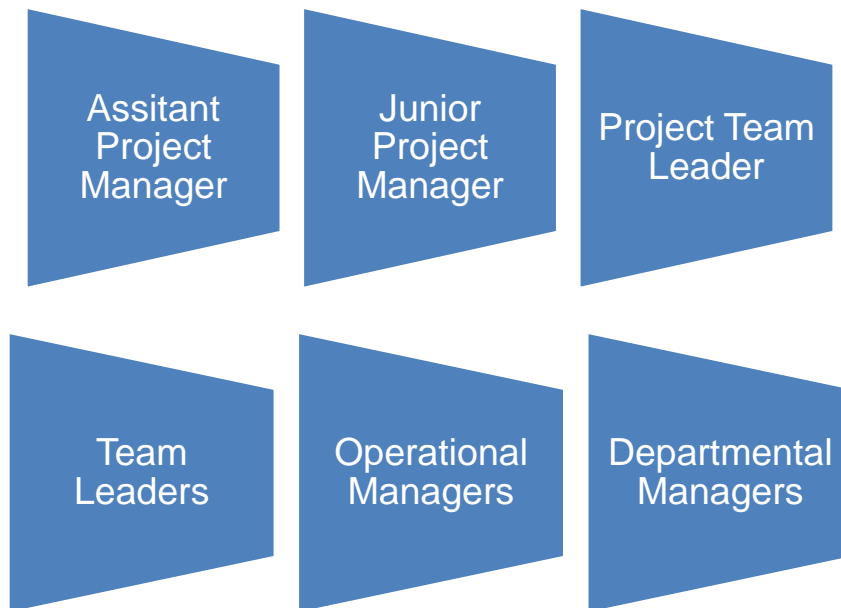 Assitant
Project
Manager
Junior
Project
Manager
Project Team
Leader
Team
Leaders
Operational
Managers
Departmental
Managers